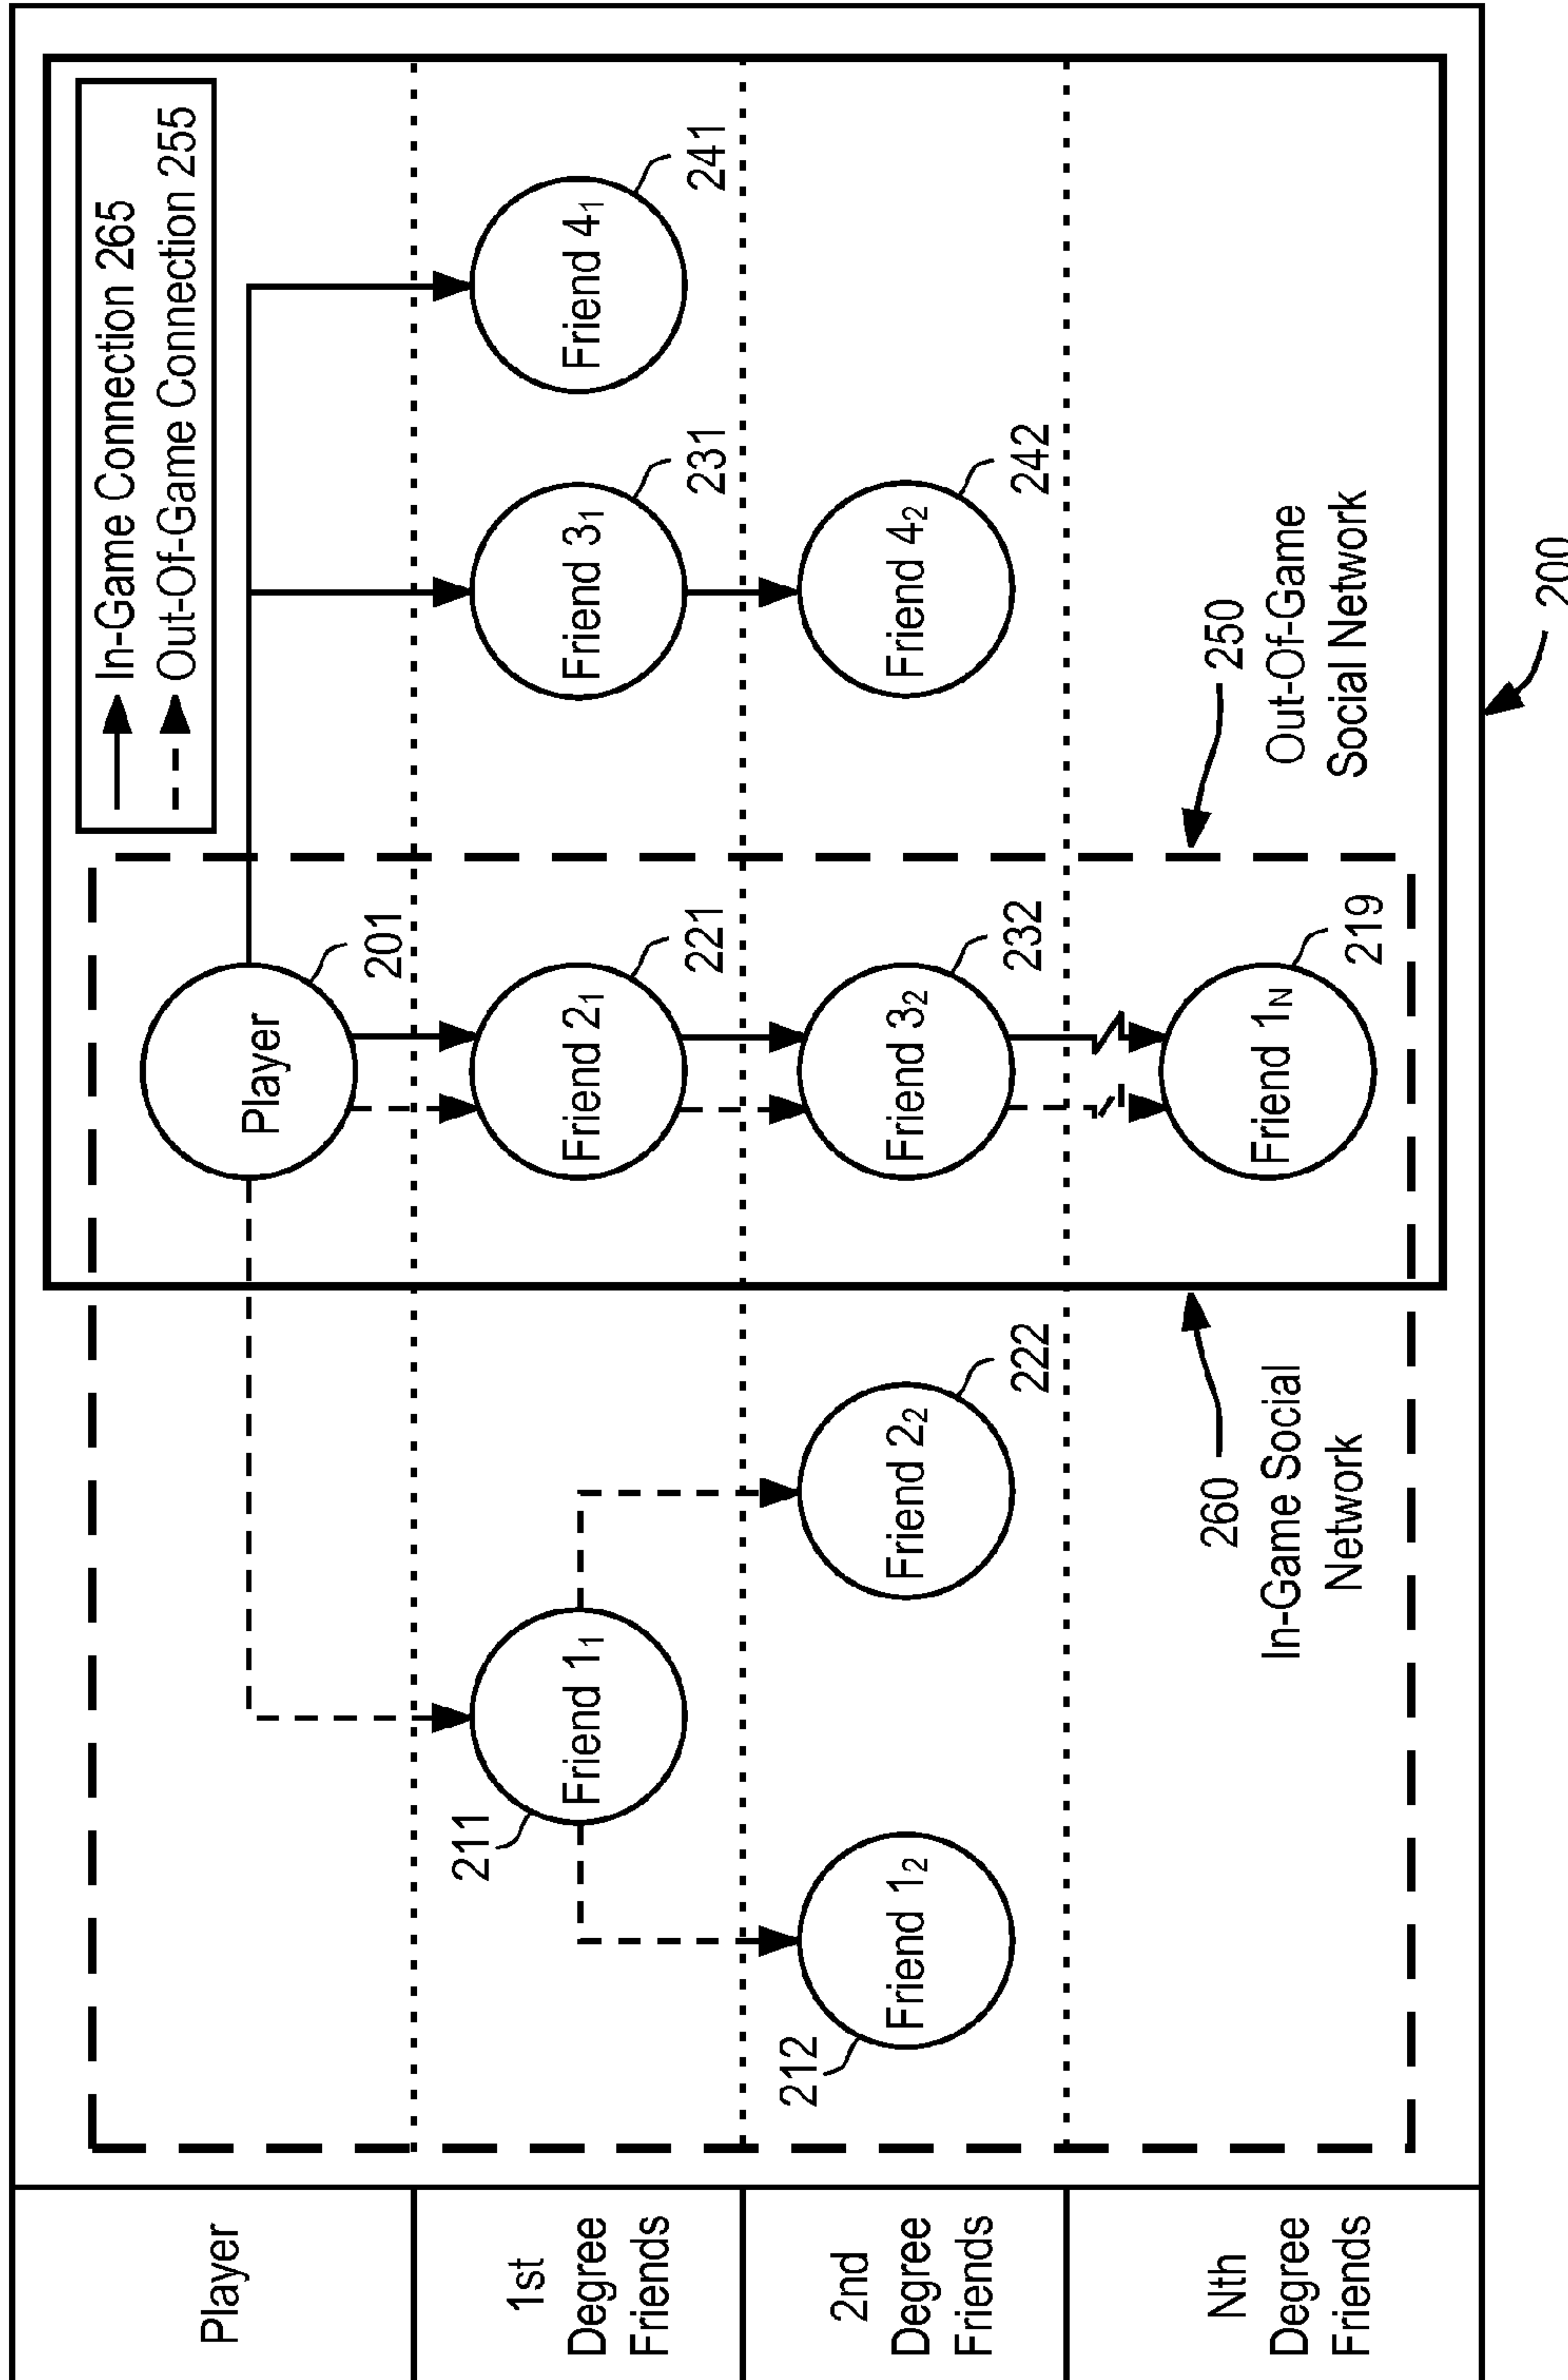 Player
1st
Degree
Friends
2nd
Degree
Friends
Nth
Degree
Friends
In-Game Connection 265
Out-Of-Game Connection 255
Player
201
Friend 1₁
211
Friend 2₁
221
Friend 3₁
231
Friend 4₁
241
Friend 1₂
212
Friend 2₂
222
Friend 3₂
232
Friend 4₂
242
Friend 1N
219
260
In-Game Social
Network
250
Out-Of-Game
Social Network
200